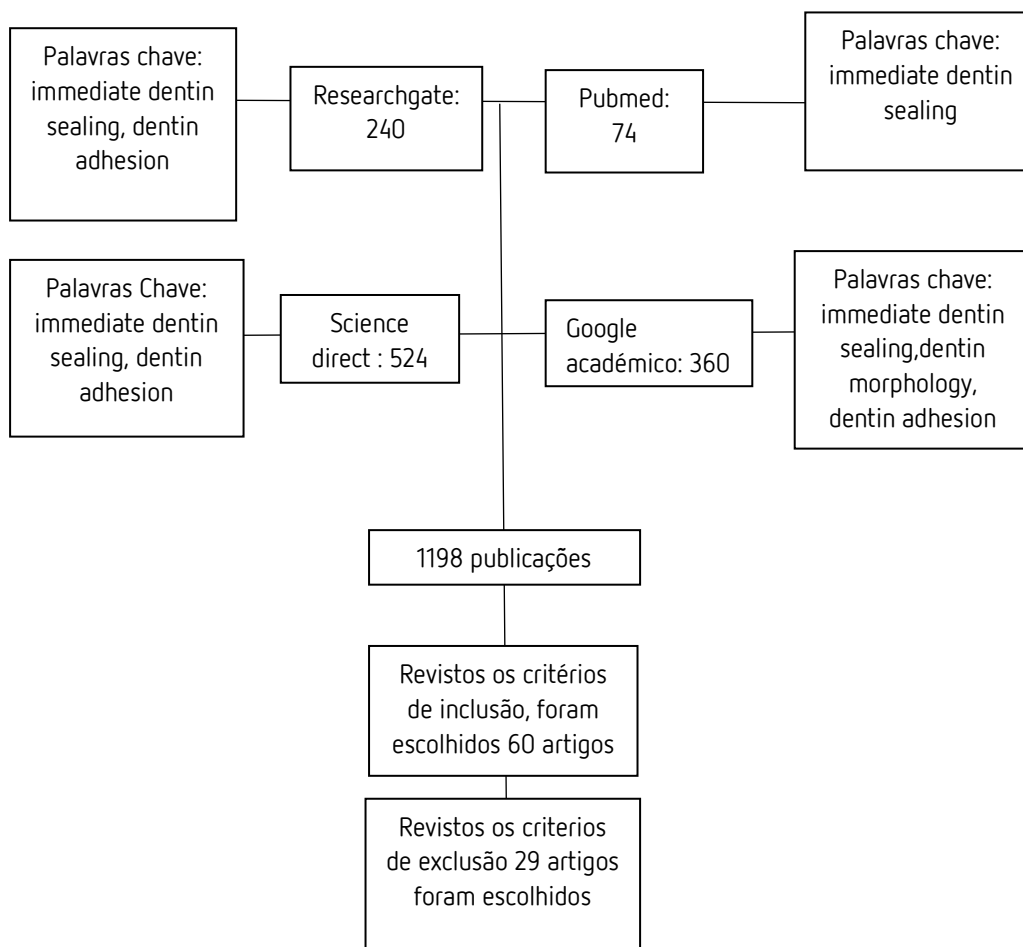 Palavras chave:
immediate dentin
sealing, dentin
adhesion
Researchgate:
240
Pubmed:
74
Palavras chave:
immediate dentin
sealing
Palavras Chave:
immediate dentin
sealing, dentin
adhesion
Science
direct : 524
Google
académico: 360
Palavras chave:
immediate dentin
sealing,dentin
morphology,
dentin adhesion
1198 publicações
Revistos os critérios
de inclusão, foram
escolhidos 60 artigos
Revistos os criterios
de exclusão 29 artigos
foram escolhidos